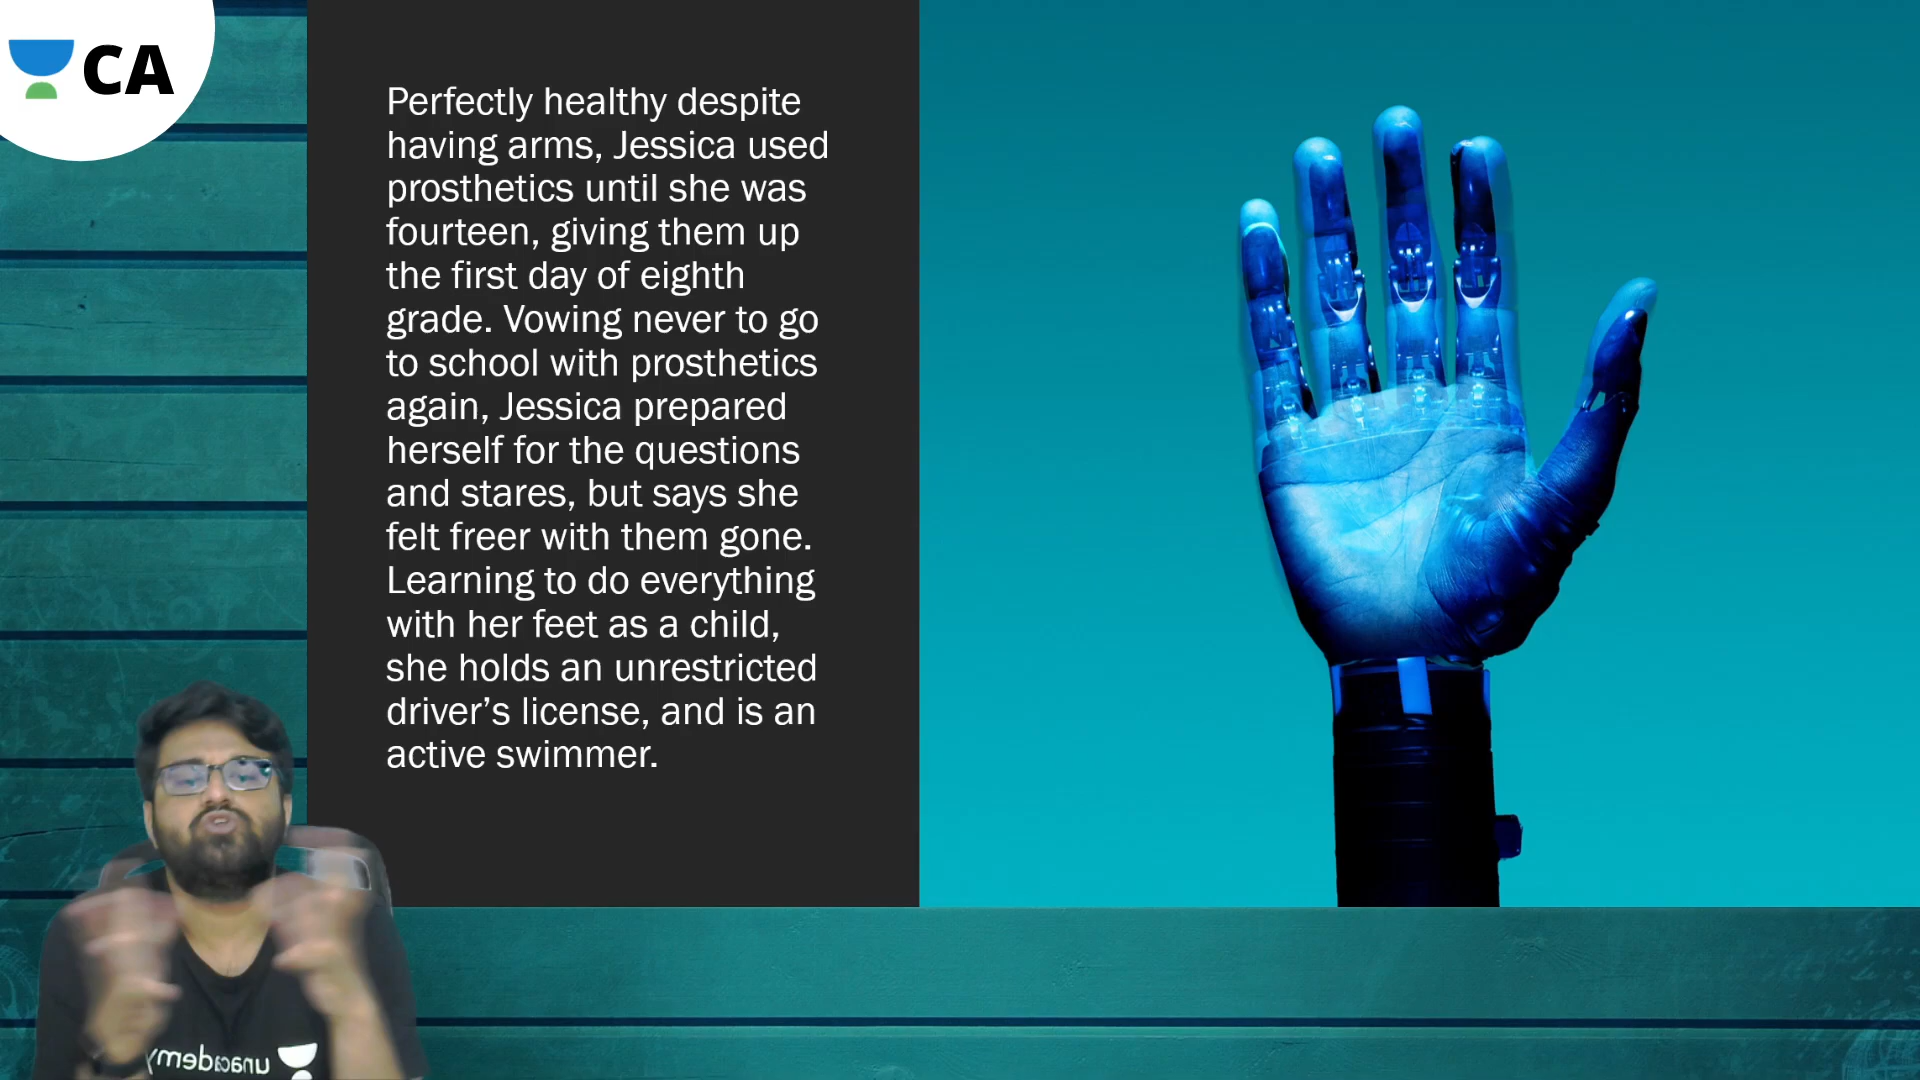 CA
Perfectly healthy despite
having arms, Jessica used
prosthetics until she was
fourteen, giving them up
the first day of eighth
grade. Vowing never to go
to school with prosthetics
again, Jessica prepared
herself for the questions
and stares, but says she
felt freer with them gone.
Learning to do everything
with her feet as a child,
she holds an unrestricted
driver’s license, and is an
active swimmer.
unacademy